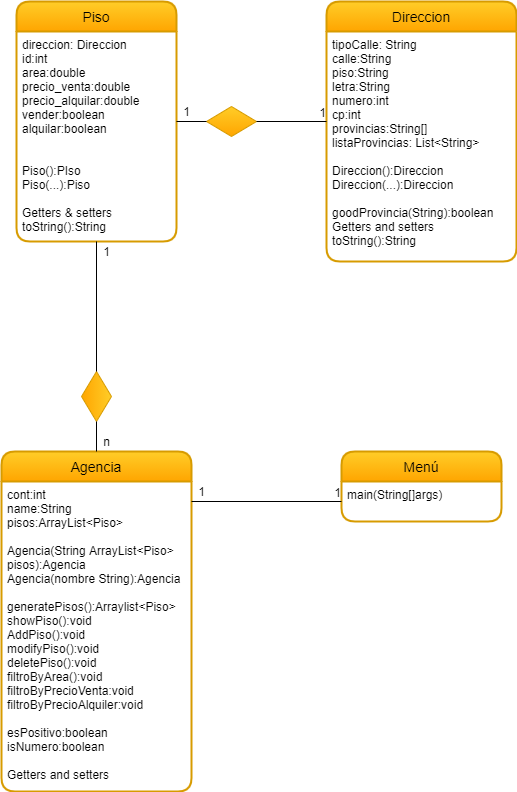 Piso
direccion: Direccion
id:int
area:double
precio_venta:double
precio_alquilar:double
vender:boolean
alquilar:boolean
Piso():PIso
Piso(...):Piso
Getters & setters
toString():String
1
1
Direccion
tipoCalle: String
calle:String
piso:String
letra:String
numero:int
cp:int
provincias:String[]
listaProvincias: List<String>
Direccion():Direccion
Direccion(...):Direccion
goodProvincia(String):boolean
Getters and setters
toString():String
1
n
Agencia
cont:int
name:String
pisos:ArrayList<Piso>
Agencia(String ArrayList<Piso>
pisos):Agencia
Agencia(nombre String):Agencia
generatePisos():Arraylist<Piso>
showPiso():void
AddPiso():void
modifyPiso():void
deletePiso():void
filtroByArea():void
filtroByPrecioVenta:void
filtroByPrecioAlquiler:void
esPositivo:boolean
isNumero:boolean
Getters and setters
1
1
Menú
main(String[]args)